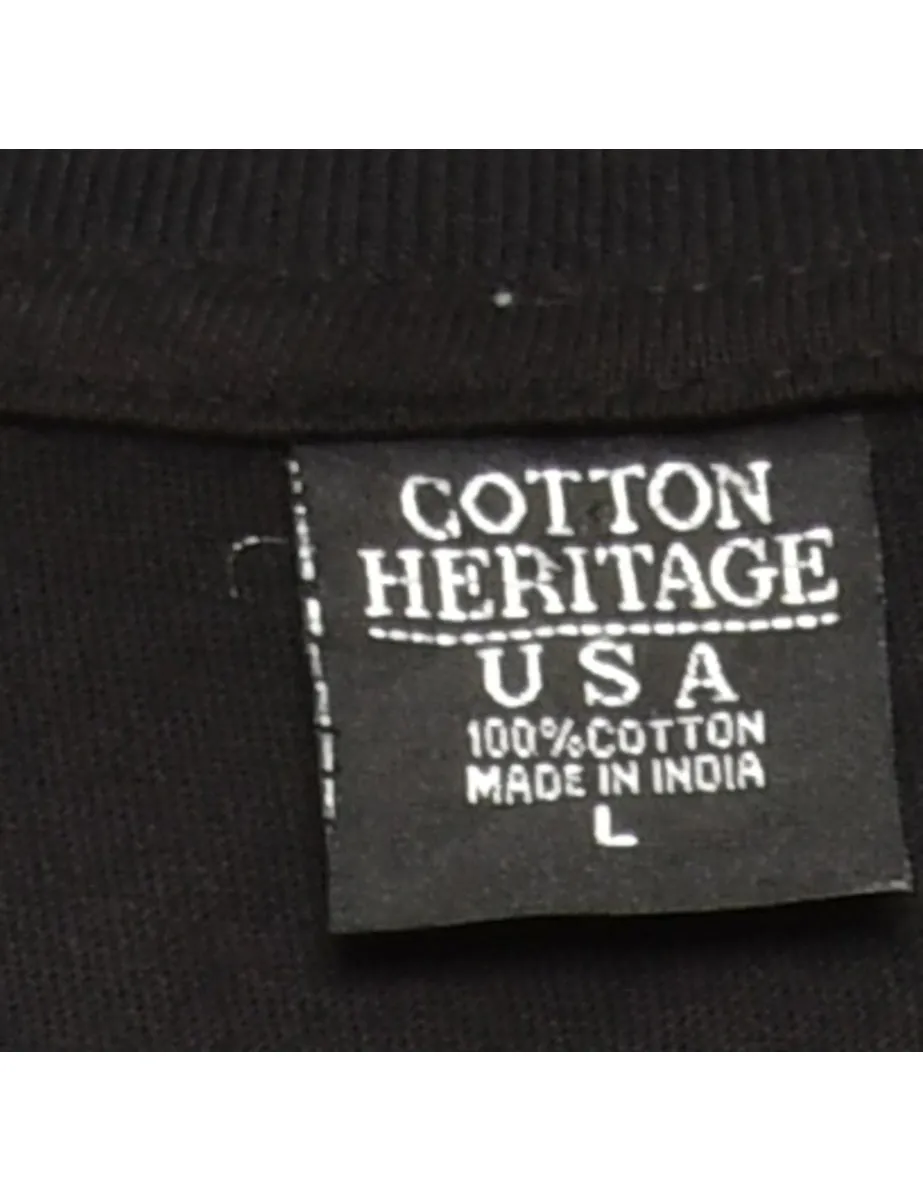 COTTON
HERITAGE
USA
100% COTTON
MADE IN INDIA
L